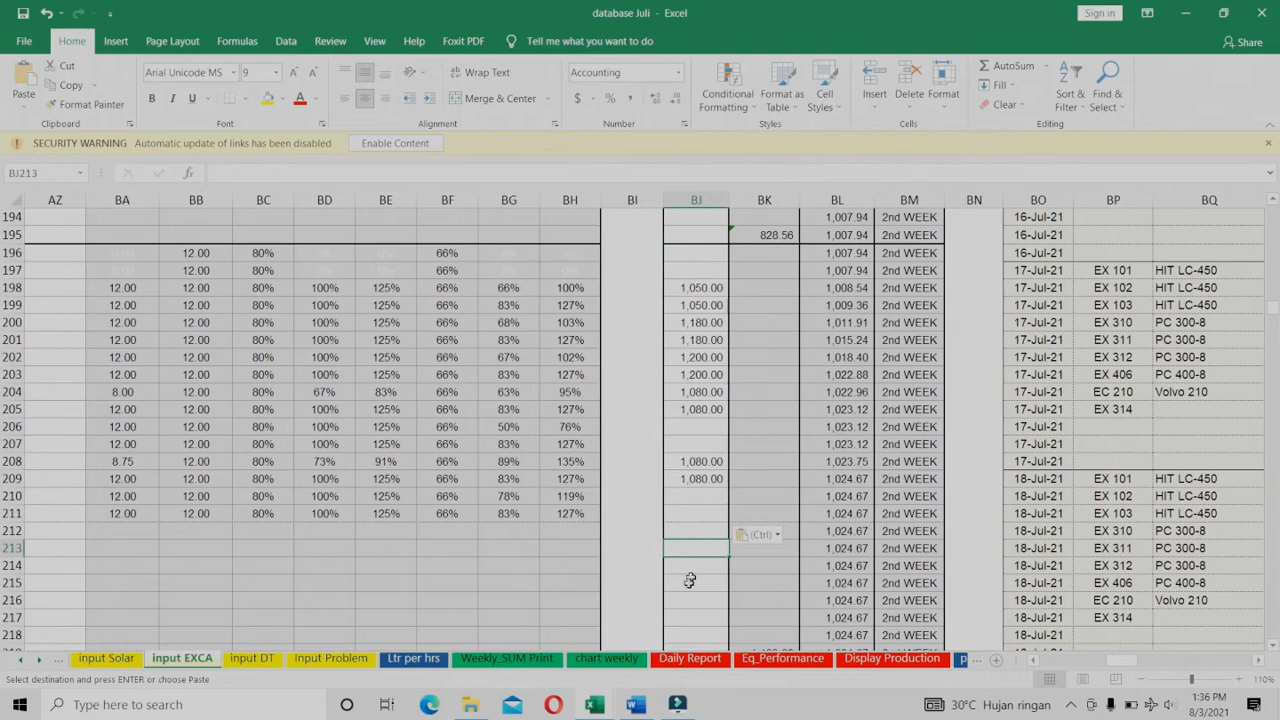 database Juli - Excel
Sign in
File Home Insert Page Layout Formulas Data Review View Help Foxit PDF Tell me what you want to do Share
Paste Cut Copy Format Painter Clipboard
Arial Unicode MS 9 B I U A Font
Wrap Text Merge & Center Alignment
Accounting $ % , Number
Conditional Formatting Format as Table Cell Styles Styles
Insert Delete Format Cells
AutoSum Fill Clear Sort & Filter Find & Select Editing
SECURITY WARNING Automatic update of links has been disabled Enable Content
BJ213 fx
AZ BA BB BC BD BE BF BG BH BI BJ BK BL BM BN BO BP BQ
194 1,007.94 2nd WEEK 16-Jul-21
195 828.56 1,007.94 2nd WEEK 16-Jul-21
196 12.00 80% 66% 1,007.94 2nd WEEK 16-Jul-21
197 12.00 80% 66% 1,007.94 2nd WEEK 17-Jul-21 EX 101 HIT LC-450
198 12.00 12.00 80% 100% 125% 66% 66% 100% 1,050.00 1,008.54 2nd WEEK 17-Jul-21 EX 102 HIT LC-450
199 12.00 12.00 80% 100% 125% 66% 83% 127% 1,050.00 1,009.36 2nd WEEK 17-Jul-21 EX 103 HIT LC-450
200 12.00 12.00 80% 100% 125% 66% 68% 103% 1,180.00 1,011.91 2nd WEEK 17-Jul-21 EX 310 PC 300-8
201 12.00 12.00 80% 100% 125% 66% 83% 127% 1,180.00 1,015.24 2nd WEEK 17-Jul-21 EX 311 PC 300-8
202 12.00 12.00 80% 100% 125% 66% 67% 102% 1,200.00 1,018.40 2nd WEEK 17-Jul-21 EX 312 PC 300-8
203 12.00 12.00 80% 100% 125% 66% 83% 127% 1,200.00 1,022.88 2nd WEEK 17-Jul-21 EX 406 PC 400-8
204 8.00 12.00 80% 67% 83% 66% 63% 95% 1,080.00 1,022.96 2nd WEEK 17-Jul-21 EC 210 Volvo 210
205 12.00 12.00 80% 100% 125% 66% 83% 127% 1,080.00 1,023.12 2nd WEEK 17-Jul-21 EX 314
206 12.00 12.00 80% 100% 125% 66% 50% 76% 1,023.12 2nd WEEK 17-Jul-21
207 12.00 12.00 80% 100% 125% 66% 83% 127% 1,023.12 2nd WEEK 17-Jul-21
208 8.75 12.00 80% 73% 91% 66% 89% 135% 1,080.00 1,023.75 2nd WEEK 17-Jul-21
209 12.00 12.00 80% 100% 125% 66% 83% 127% 1,080.00 1,024.67 2nd WEEK 18-Jul-21 EX 101 HIT LC-450
210 12.00 12.00 80% 100% 125% 66% 78% 119% 1,024.67 2nd WEEK 18-Jul-21 EX 102 HIT LC-450
211 12.00 12.00 80% 100% 125% 66% 83% 127% 1,024.67 2nd WEEK 18-Jul-21 EX 103 HIT LC-450
212 (Ctrl) 1,024.67 2nd WEEK 18-Jul-21 EX 310 PC 300-8
213 1,024.67 2nd WEEK 18-Jul-21 EX 311 PC 300-8
214 1,024.67 2nd WEEK 18-Jul-21 EX 312 PC 300-8
215 1,024.67 2nd WEEK 18-Jul-21 EX 406 PC 400-8
216 1,024.67 2nd WEEK 18-Jul-21 EC 210 Volvo 210
217 1,024.67 2nd WEEK 18-Jul-21 EX 314
218 1,024.67 2nd WEEK 18-Jul-21
... input Solar input EXCA input DT Input Problem Ltr per hrs Weekly_SUM Print chart weekly Daily Report Eq_Performance Display Production p ...
Select destination and press ENTER or choose Paste 110%
Type here to search 30°C Hujan ringan 1:36 PM
8/3/2021